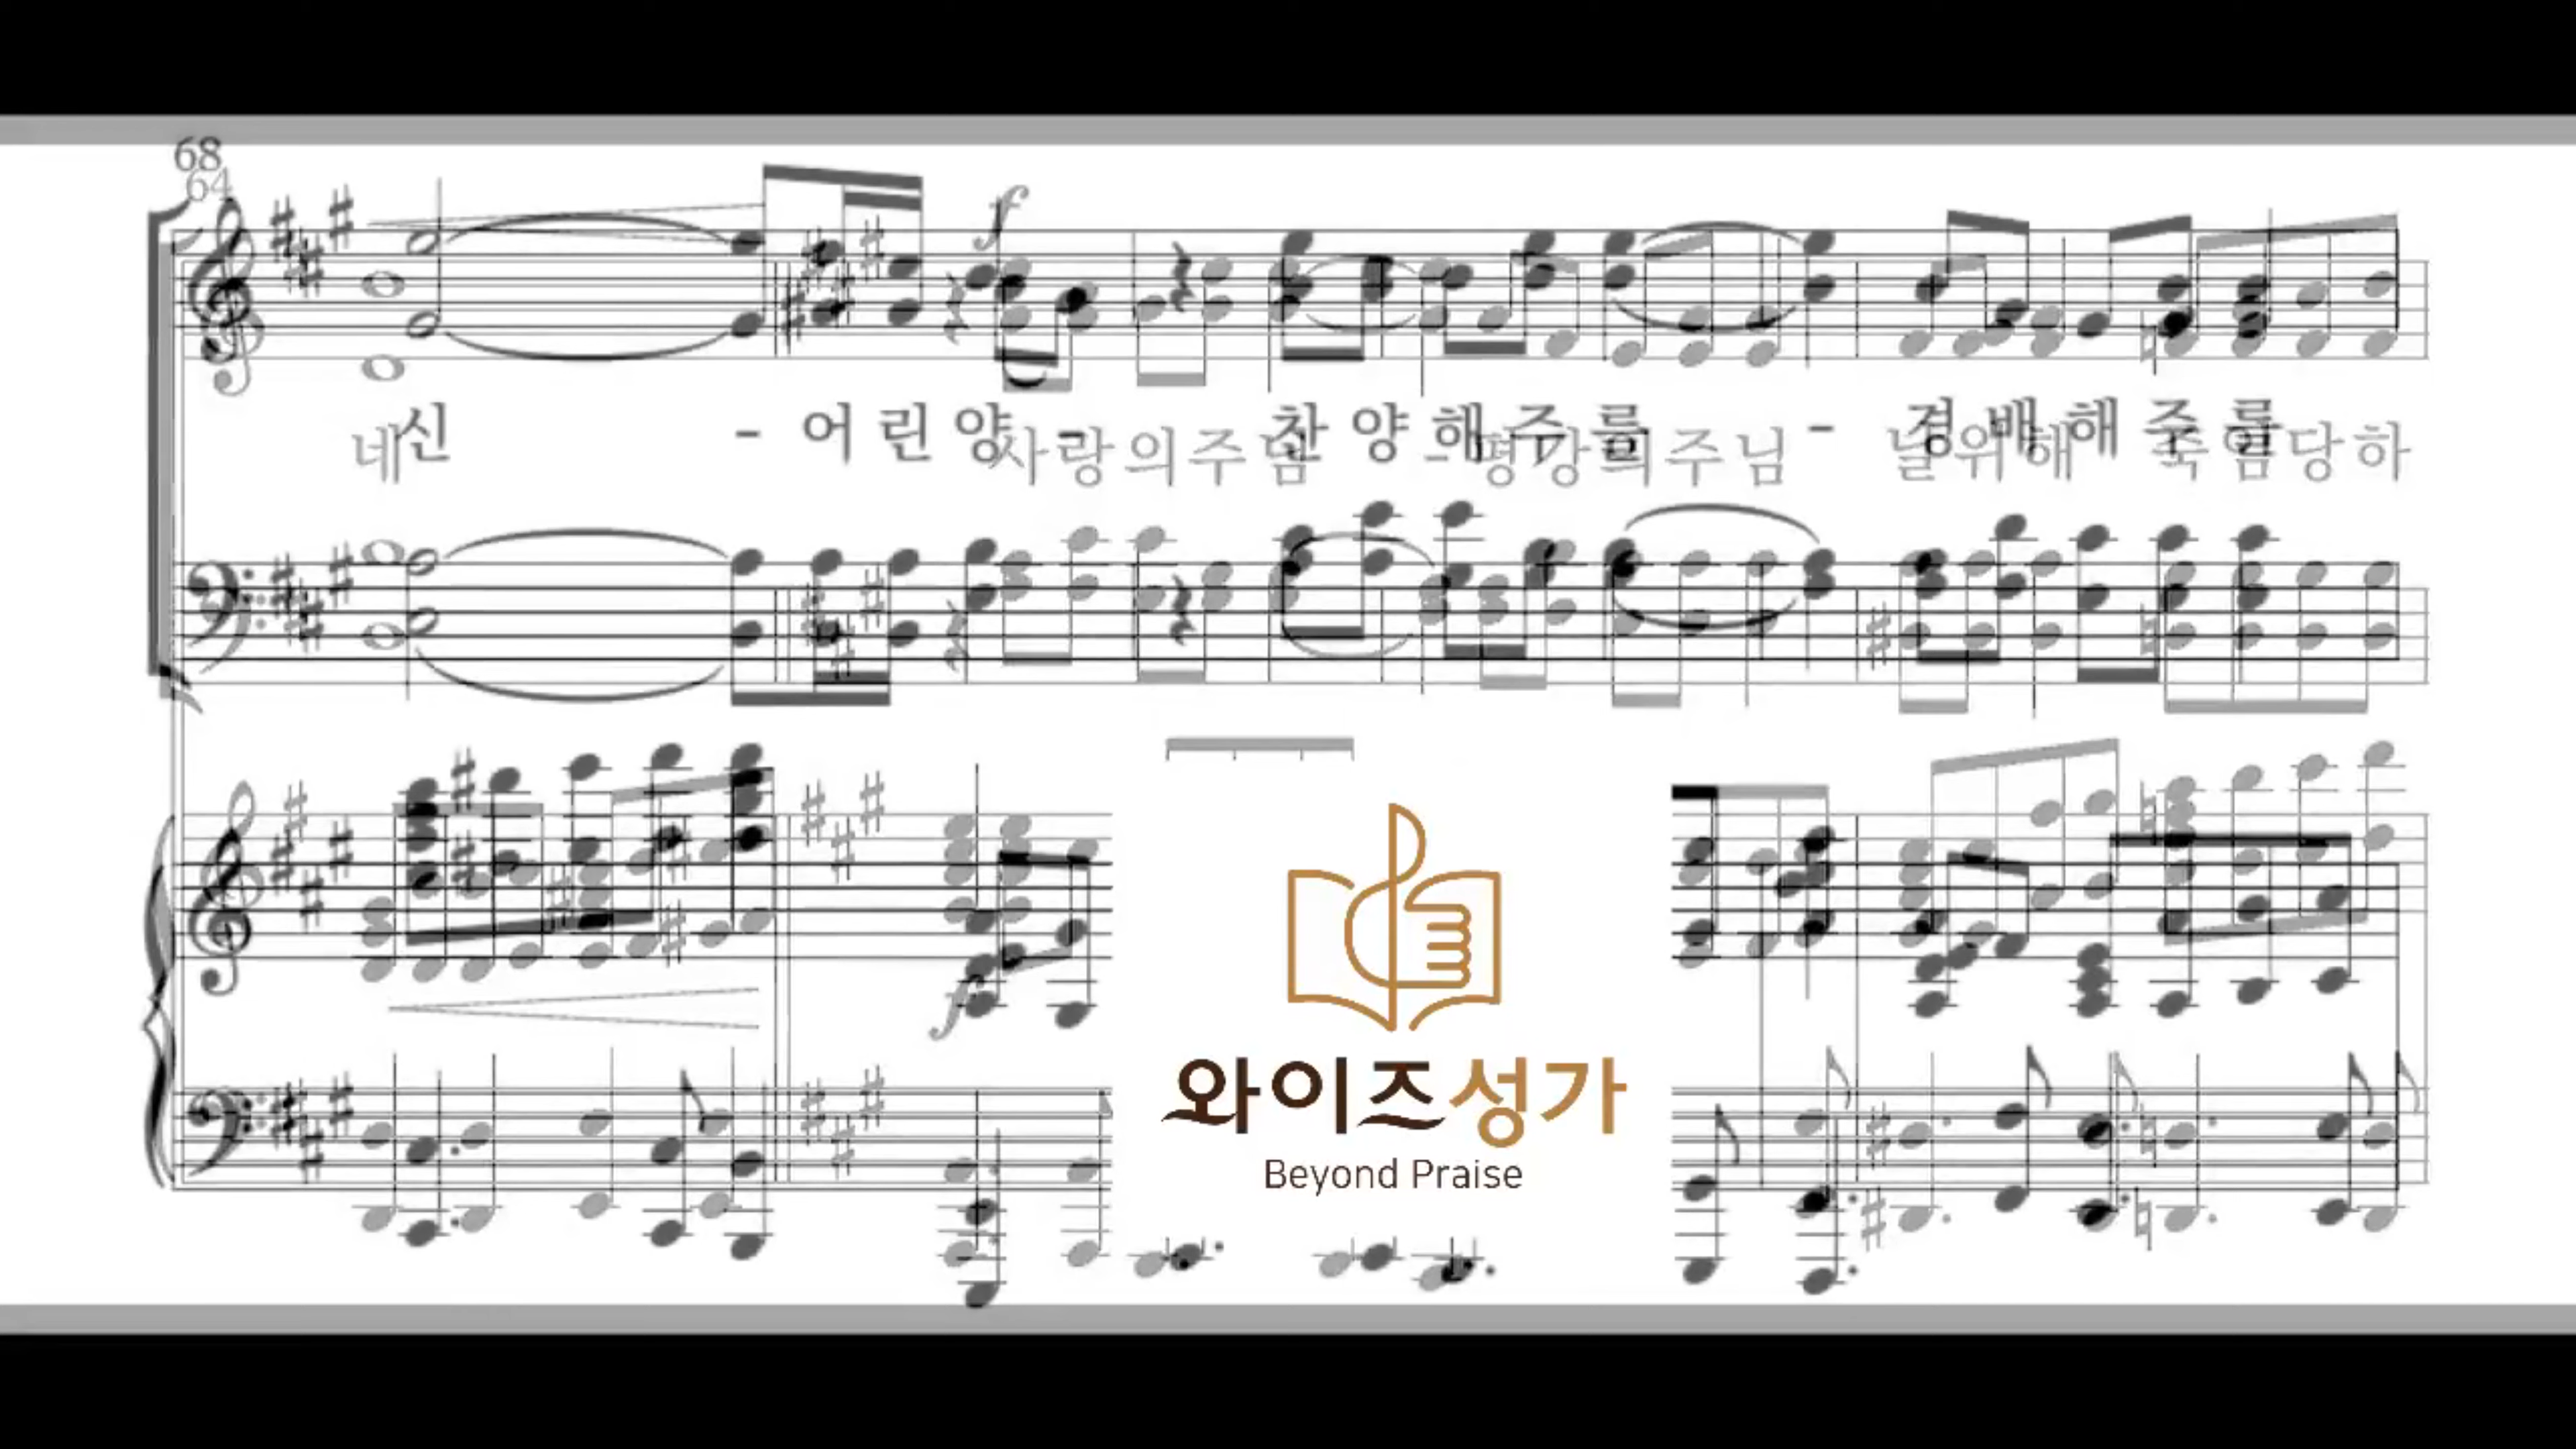 68
64
f
신 - 어 린 양 - 찬 양 해 주 를 - 경 배 해 주 를
네 사 랑 의 주 님 - 평 강 의 주 님 날 위 해 죽 임 당 하
f
와이즈성가
Beyond Praise